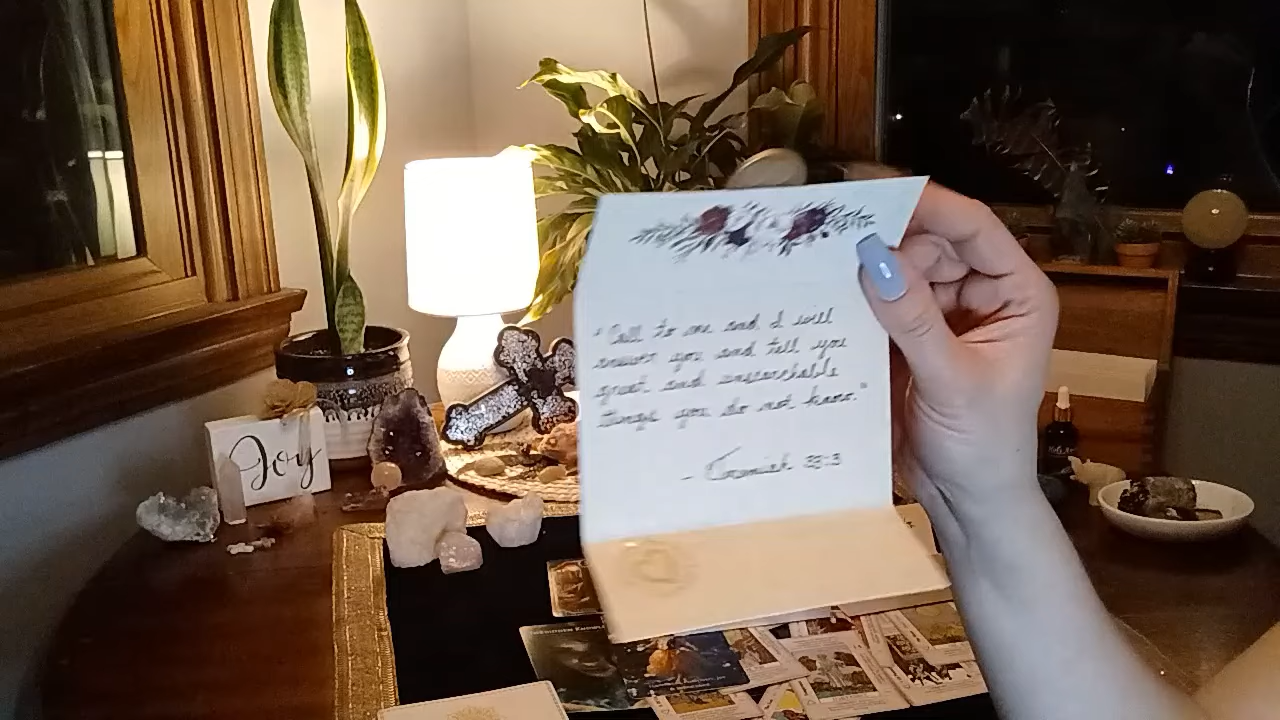 Joy
"Call to me and I will
answer you and tell you
great and unsearchable
things you do not know."
- Jeremiah 33:3